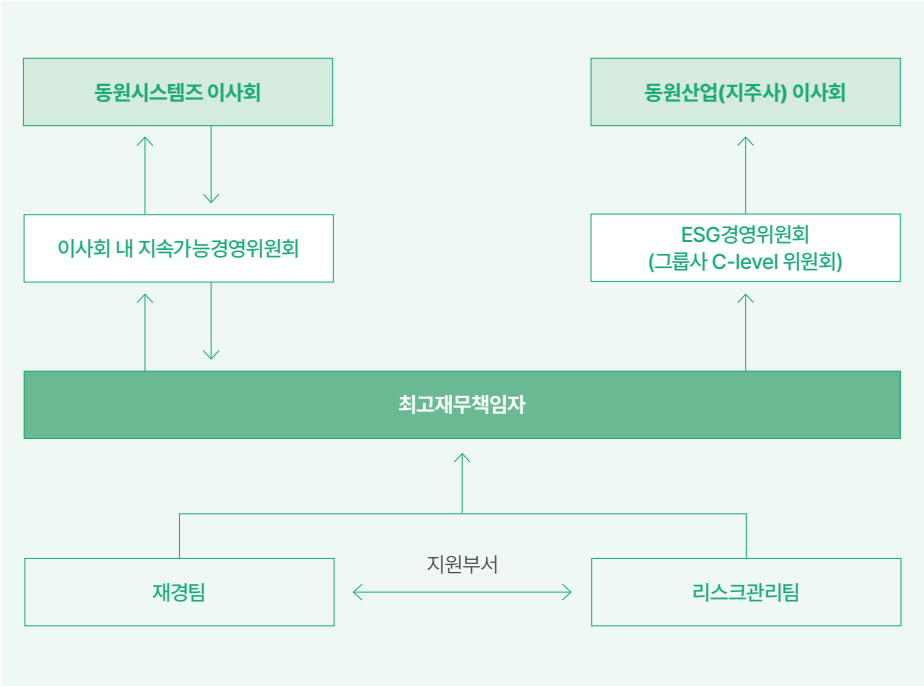 동원시스템즈 이사회
동원산업(지주사) 이사회
이사회 내 지속가능경영위원회
ESG경영위원회
(그룹사 C-level 위원회)
최고재무책임자
지원부서
재경팀
리스크관리팀